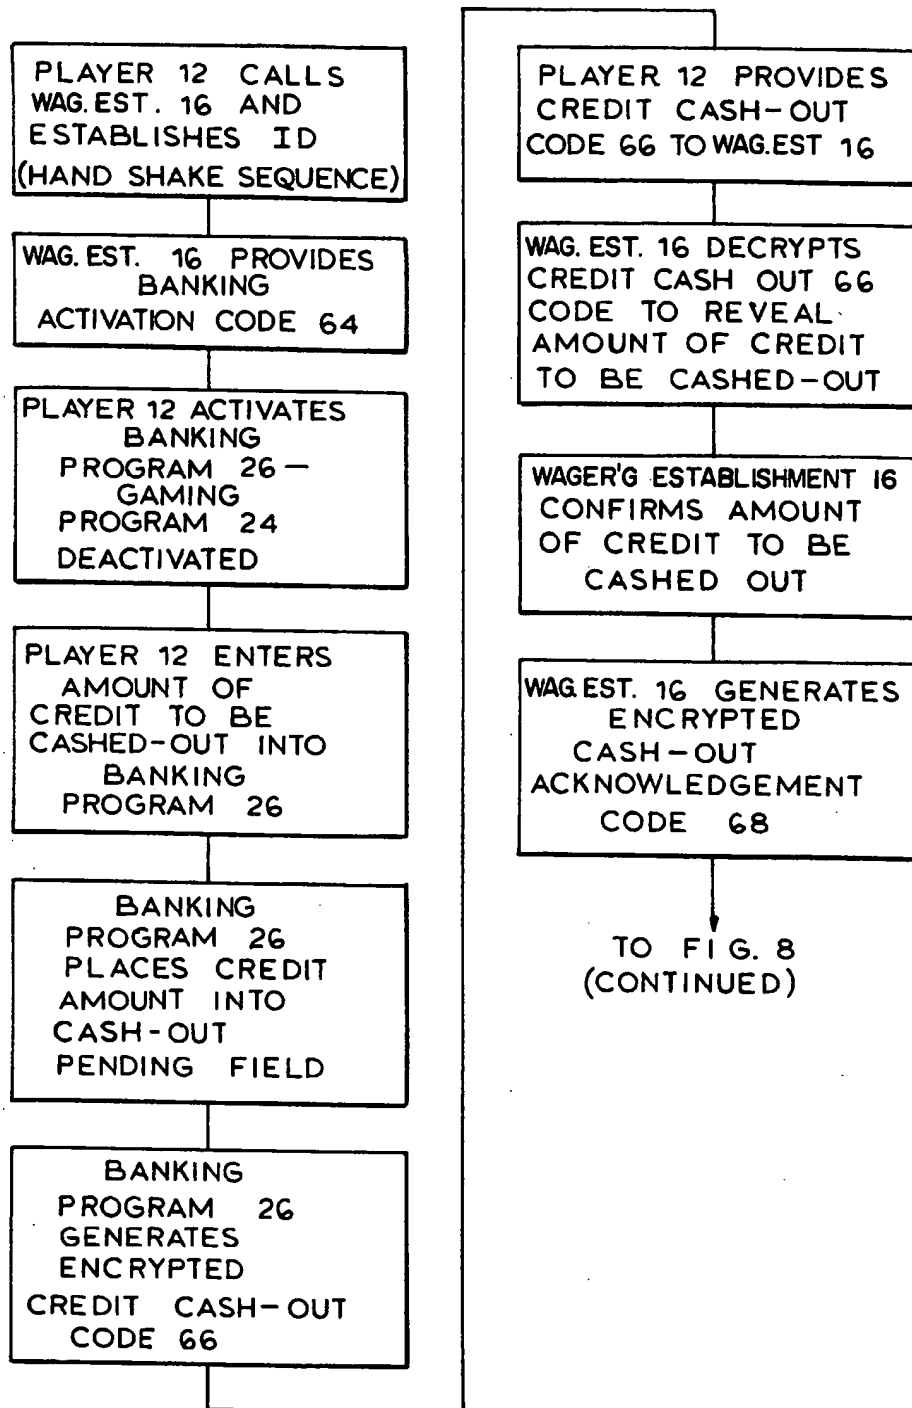 PLAYER 12 CALLS
WAG. EST. 16 AND
ESTABLISHES ID
(HAND SHAKE SEQUENCE)
WAG. EST. 16 PROVIDES
BANKING
ACTIVATION CODE 64
PLAYER 12 ACTIVATES
BANKING
PROGRAM 26 —
GAMING
PROGRAM 24
DEACTIVATED
PLAYER 12 ENTERS
AMOUNT OF
CREDIT TO BE
CASHED-OUT INTO
BANKING
PROGRAM 26
BANKING
PROGRAM 26
PLACES CREDIT
AMOUNT INTO
CASH-OUT
PENDING FIELD
BANKING
PROGRAM 26
GENERATES
ENCRYPTED
CREDIT CASH-OUT
CODE 66
PLAYER 12 PROVIDES
CREDIT CASH-OUT
CODE 66 TO WAG.EST 16
WAG. EST. 16 DECRYPTS
CREDIT CASH OUT 66
CODE TO REVEAL
AMOUNT OF CREDIT
TO BE CASHED-OUT
WAGER'G ESTABLISHMENT 16
CONFIRMS AMOUNT
OF CREDIT TO BE
CASHED OUT
WAG. EST. 16 GENERATES
ENCRYPTED
CASH-OUT
ACKNOWLEDGEMENT
CODE 68
TO FIG. 8
(CONTINUED)